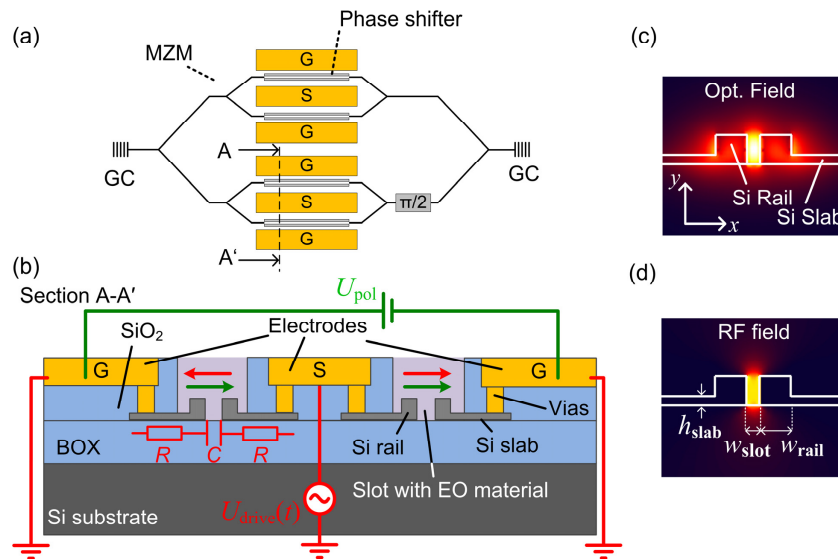 (a)
Phase shifter
MZM
G
S
G
A
GC
G
S
G
A‘
π/2
GC
(b)
Section A-A′
U_pol
SiO₂
Electrodes
G
S
G
Vias
BOX
R
C
R
Si rail
Si slab
Slot with EO material
Si substrate
U_drive(t)
(c)
Opt. Field
Si Rail
Si Slab
y
x
(d)
RF field
h_slab
w_slot
w_rail